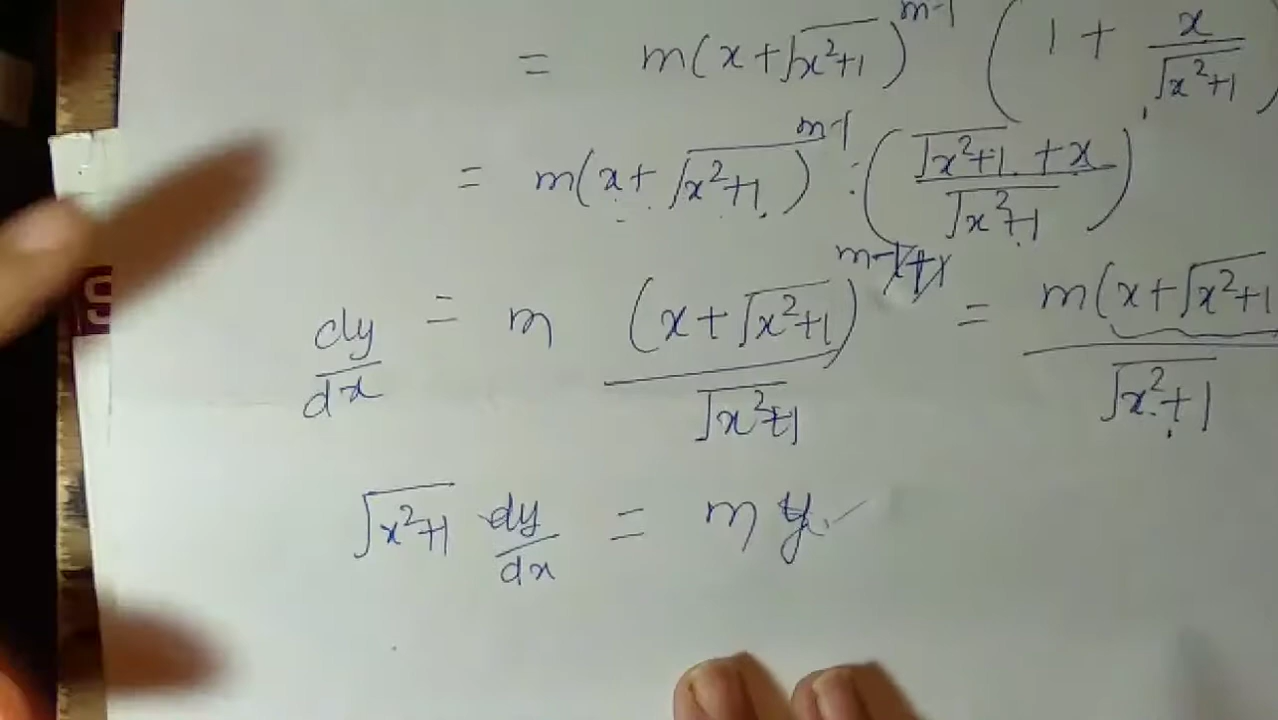 = m(x+√x²+1)^(m-1) (1 + x/√x²+1)
= m(x+√x²+1)^(m-1) · (√x²+1 + x/√x²+1)
dy/dx = m (x+√x²+1)^(m-1+1)/√x²+1 = m(x+√x²+1/√x²+1
√x²+1 dy/dx = my.